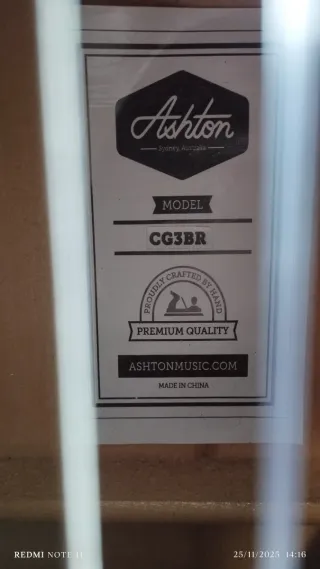 Ashton
Sydney, Australia
MODEL
CG3BR
PROUDLY CRAFTED BY HAND
PREMIUM QUALITY
ASHTONMUSIC.COM
MADE IN CHINA
REDMI NOTE 11
25/11/2025 14:16